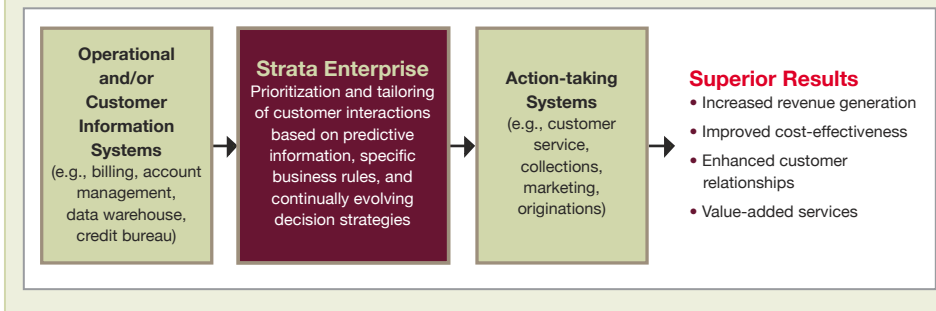 Operational
and/or
Customer
Information
Systems
(e.g., billing, account
management,
data warehouse,
credit bureau)
Strata Enterprise
Prioritization and tailoring
of customer interactions
based on predictive
information, specific
business rules, and
continually evolving
decision strategies
Action-taking
Systems
(e.g., customer
service,
collections,
marketing,
originations)
Superior Results
• Increased revenue generation
• Improved cost-effectiveness
• Enhanced customer
relationships
• Value-added services